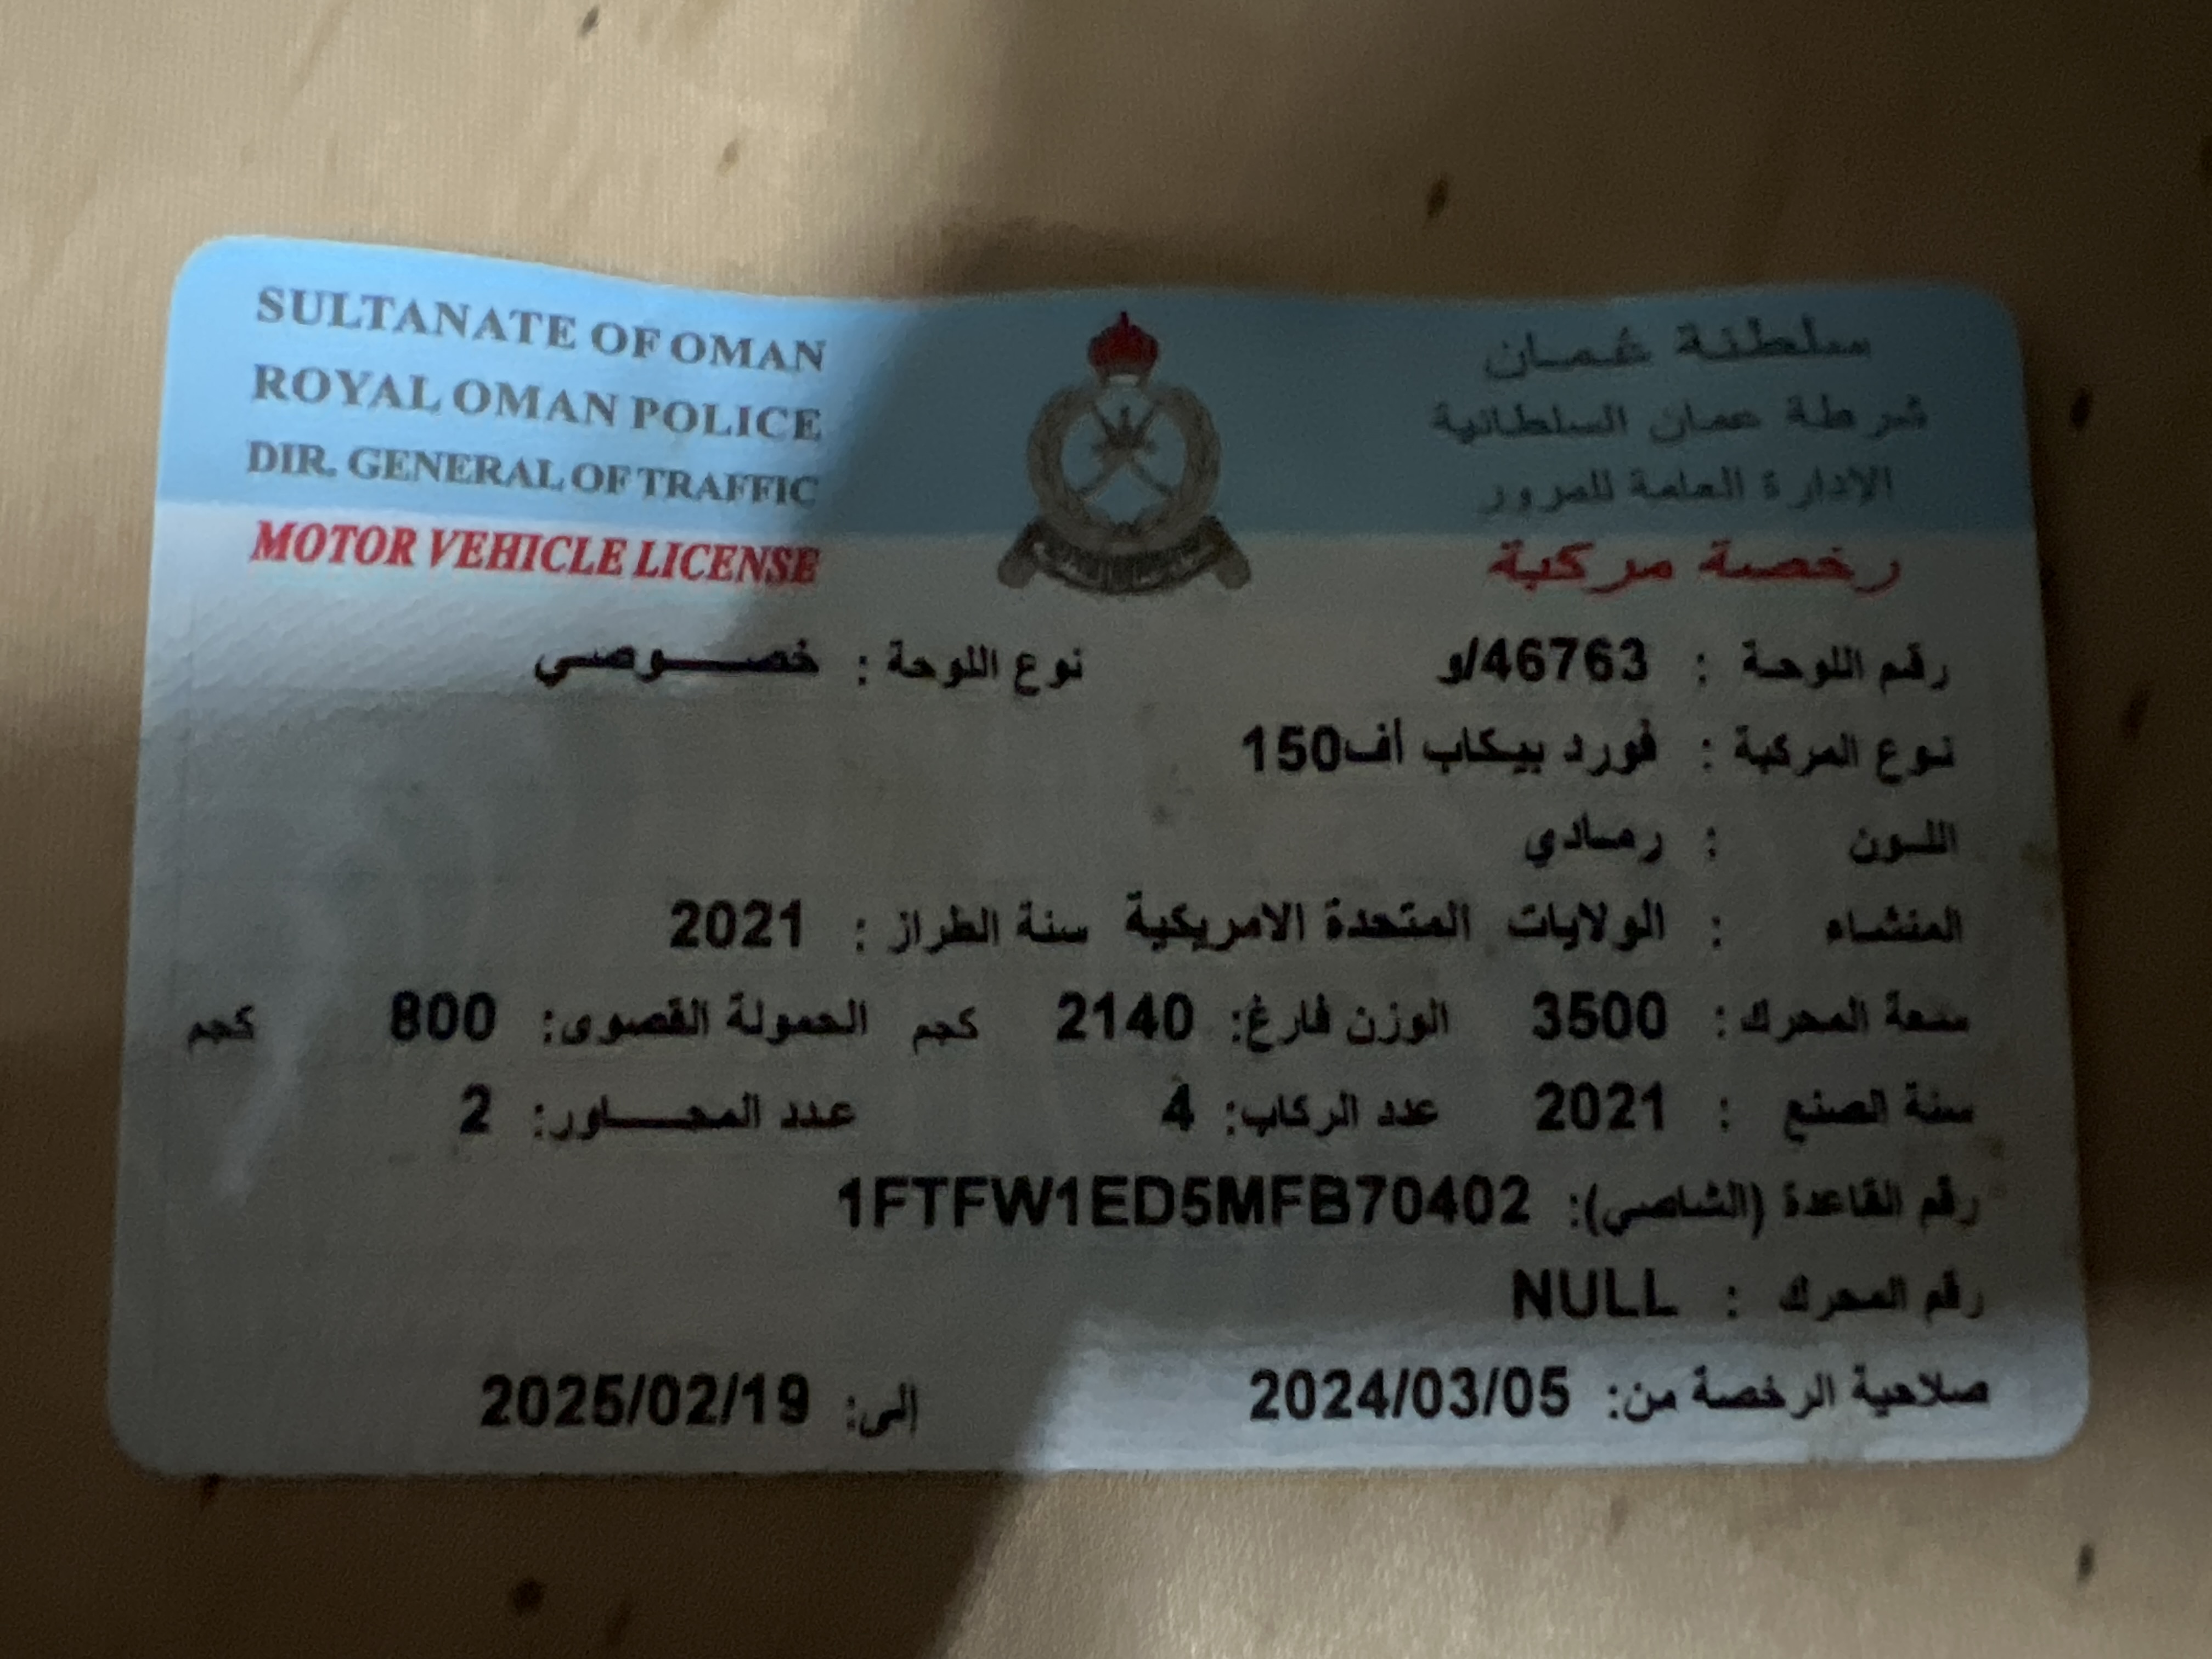 SULTANATE OF OMAN
ROYAL OMAN POLICE
DIR. GENERAL OF TRAFFIC
MOTOR VEHICLE LICENSE
سلطنة عمان
شرطة عمان السلطانية
الادارة العامة للمرور
رخصة مركبة
رقم اللوحة : 46763/و نوع اللوحة : خصوصي
نوع المركبة : فورد بيكاب أف150
اللون : رمادي
المنشاء : الولايات المتحدة الامريكية سنة الطراز : 2021
سعة المحرك : 3500 الوزن فارغ: 2140 كجم الحمولة القصوى: 800 كجم
سنة الصنع : 2021 عدد الركاب: 4 عدد المحاور: 2
رقم القاعدة (الشاصي): 1FTFW1ED5MFB70402
رقم المحرك : NULL
صلاحية الرخصة من: 2024/03/05 إلى: 2025/02/19